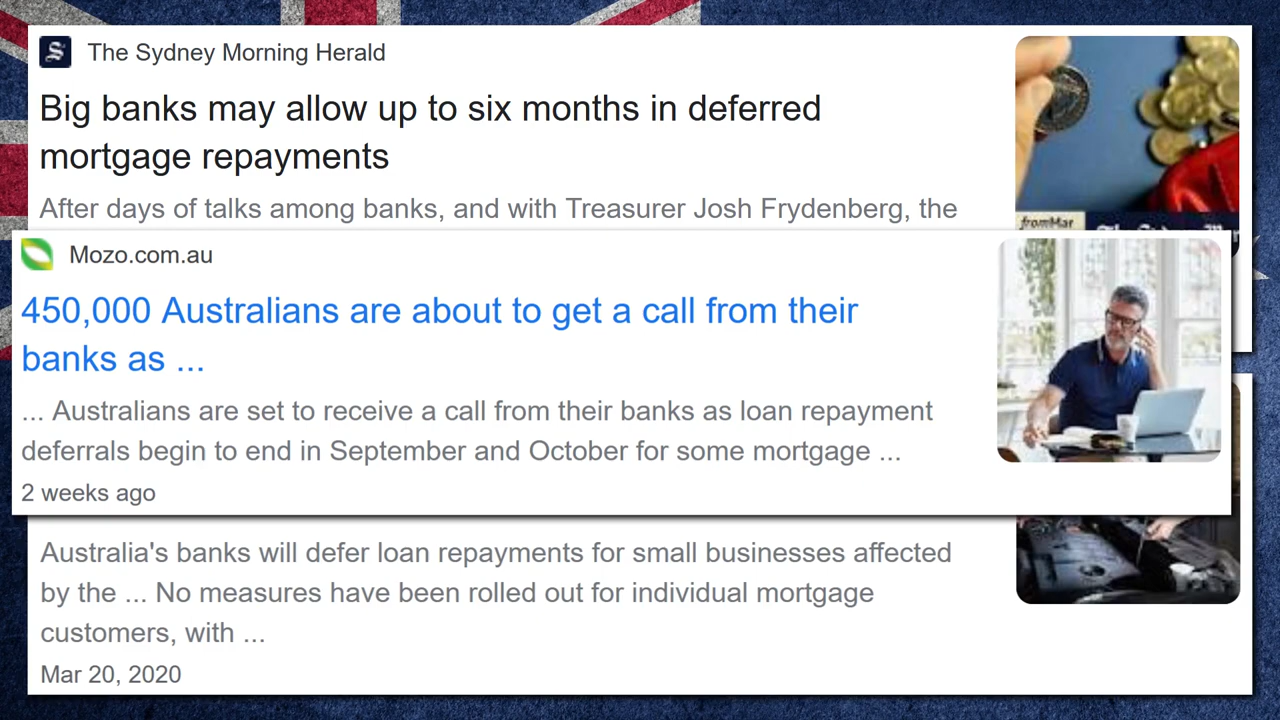 The Sydney Morning Herald
Big banks may allow up to six months in deferred
mortgage repayments
After days of talks among banks, and with Treasurer Josh Frydenberg, the
Mozo.com.au
450,000 Australians are about to get a call from their
banks as ...
... Australians are set to receive a call from their banks as loan repayment
deferrals begin to end in September and October for some mortgage ...
2 weeks ago
Australia's banks will defer loan repayments for small businesses affected
by the ... No measures have been rolled out for individual mortgage
customers, with ...
Mar 20, 2020